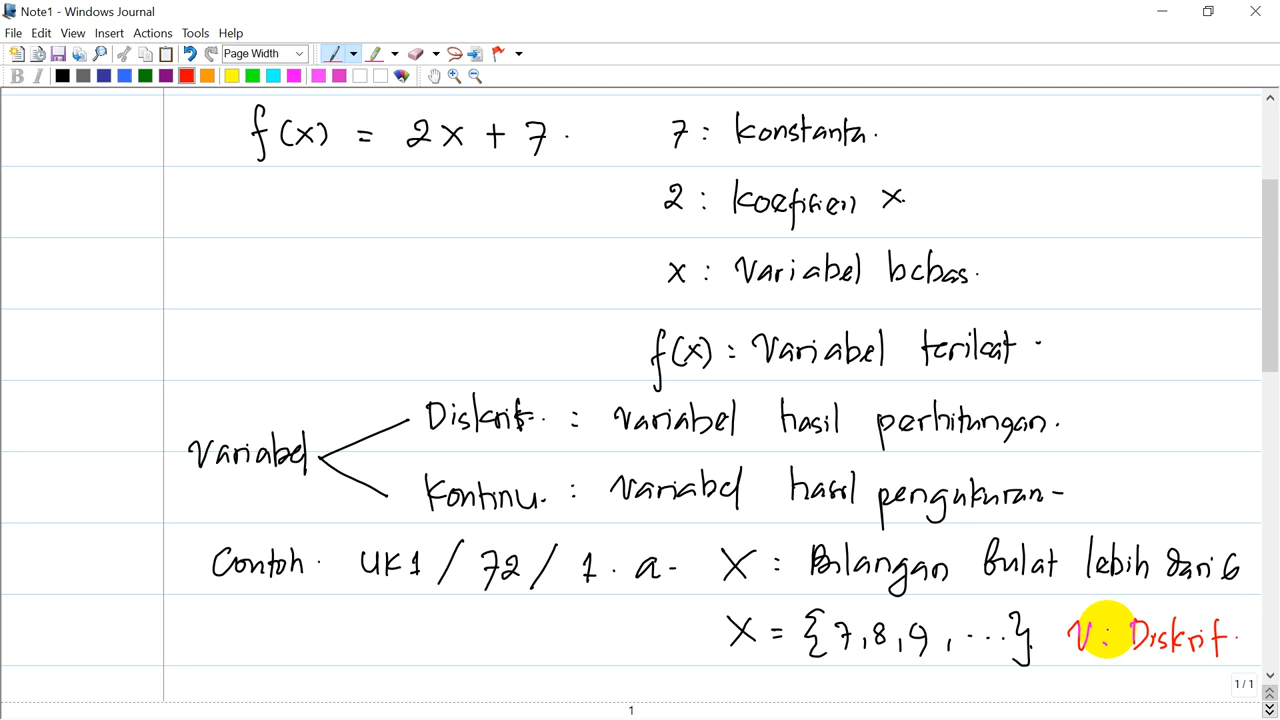 Note1 - Windows Journal
File Edit View Insert Actions Tools Help
Page Width
B I
f(x) = 2x + 7. 7 : konstanta.
2 : koefisien x.
x : Variabel bebas.
f(x) : Variabel terikat.
Diskrit. : variabel hasil perhitungan.
Variabel
Kontinu. : variabel hasil pengukuran-
Contoh. UK1 / 72 / 1. a- X : Bilangan bulat lebih dari 6
X = {7, 8, 9, ...}. V : Diskrit.
1/1
1